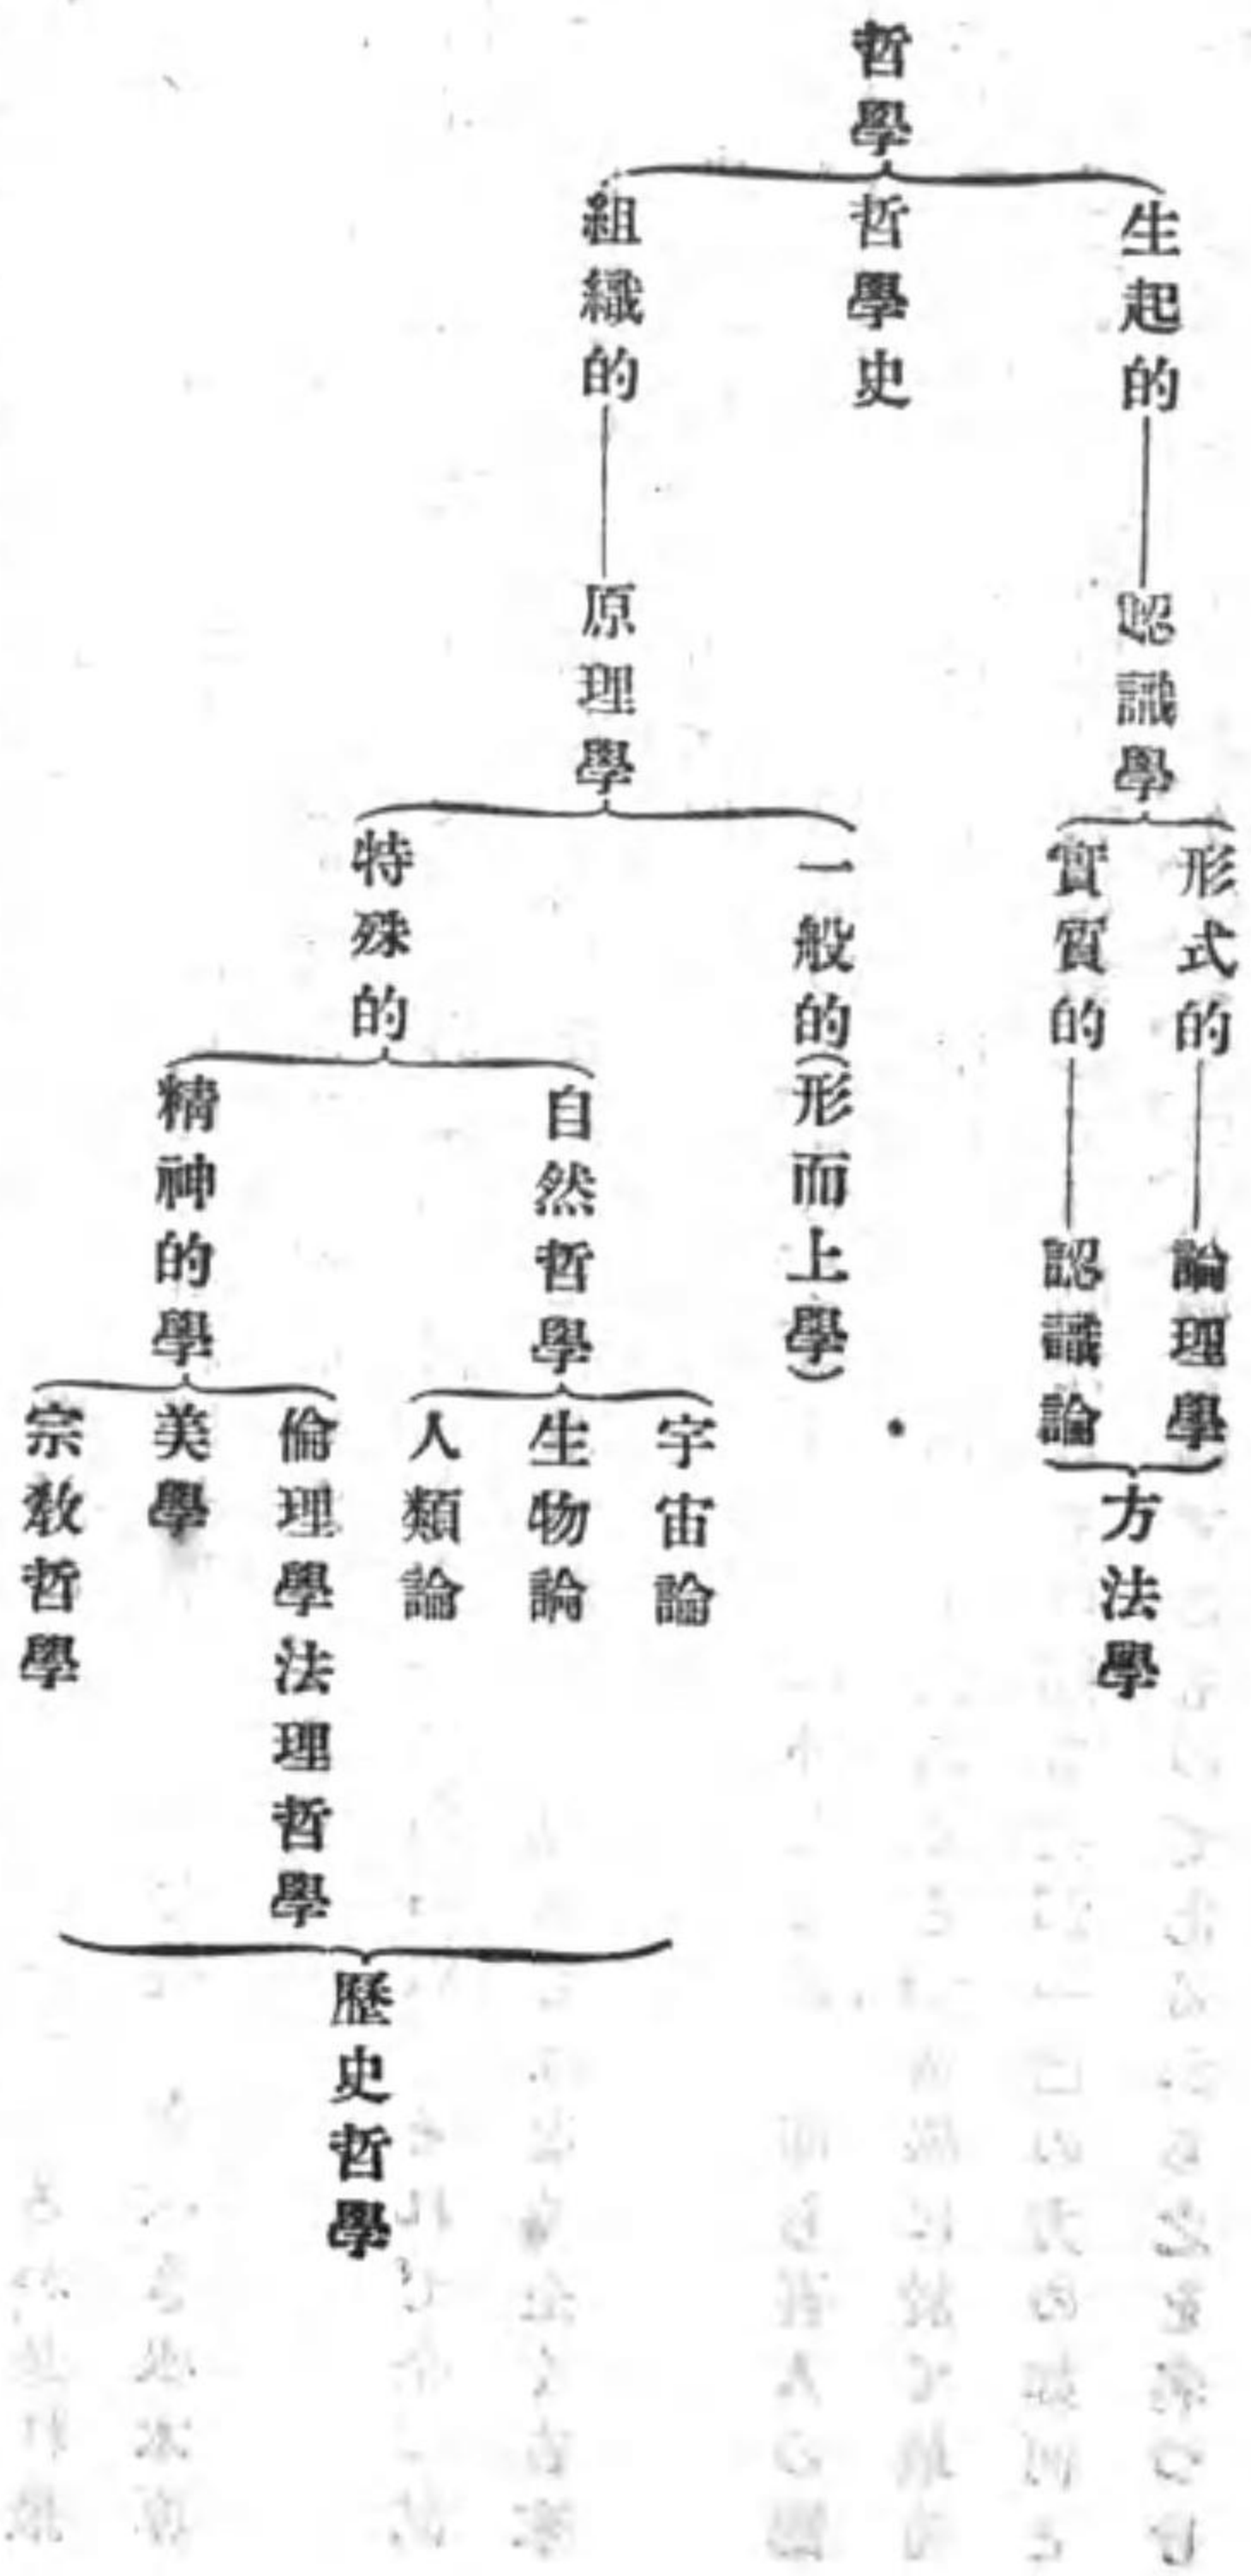 哲學
生起的
哲學史
組織的
認識學
原理學
形式的
實質的
一般的(形而上學)
特殊的
論理學
認識論
自然哲學
精神的學
方法學
宇宙論
生物論
人類論
倫理學法理哲學
美學
宗敎哲學
歷史哲學